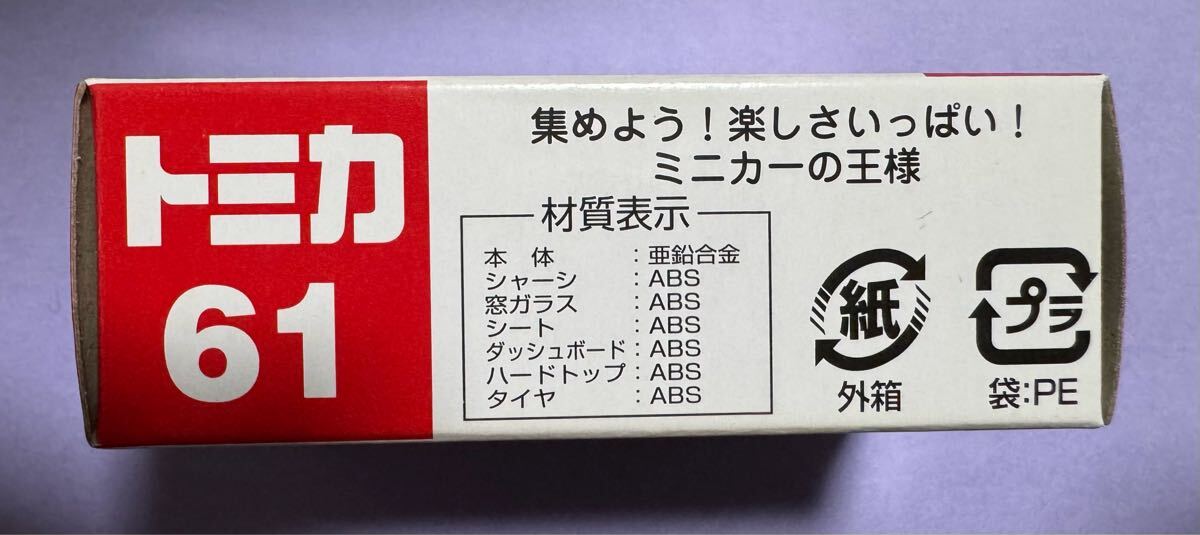 トミカ
61
集めよう！楽しさいっぱい！
ミニカーの王様
材質表示
本体：亜鉛合金
シャーシ：ABS
窓ガラス：ABS
シート：ABS
ダッシュボード：ABS
ハードトップ：ABS
タイヤ：ABS
紙
外箱
プラ
袋:PE